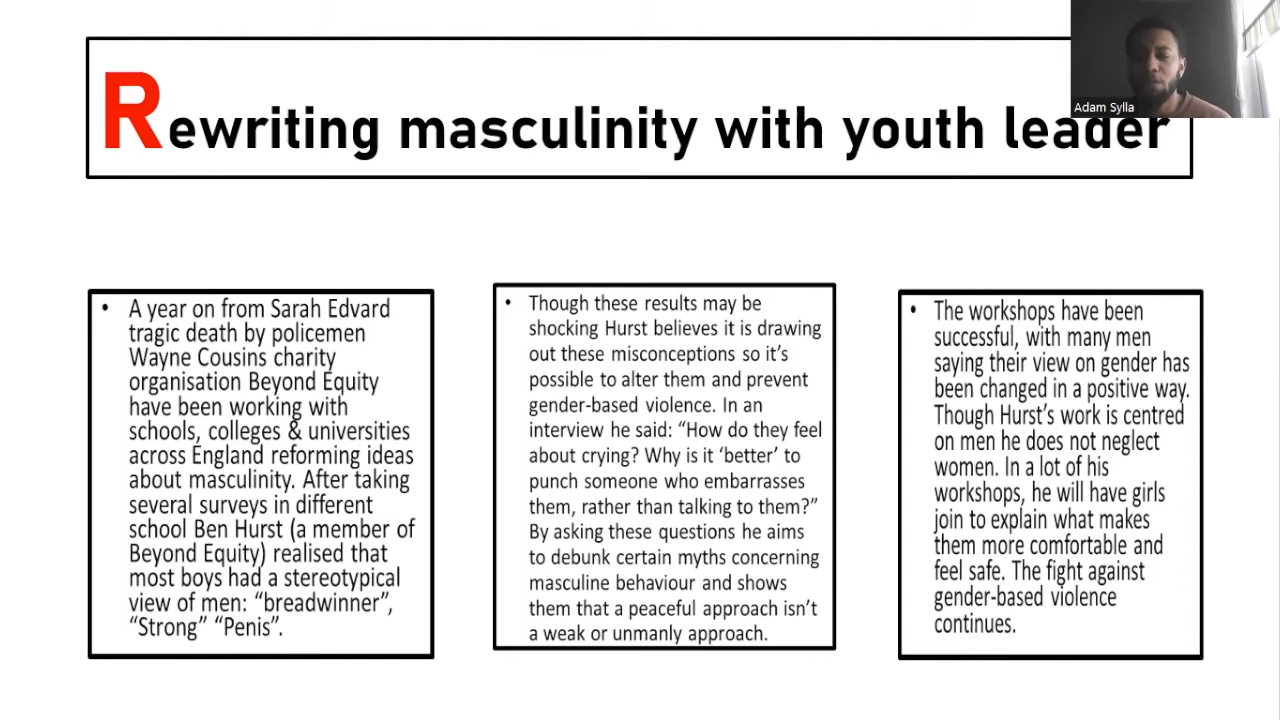 Rewriting masculinity with youth leader
Adam Sylla
• A year on from Sarah Edvard
tragic death by policemen
Wayne Cousins charity
organisation Beyond Equity
have been working with
schools, colleges & universities
across England reforming ideas
about masculinity. After taking
several surveys in different
school Ben Hurst (a member of
Beyond Equity) realised that
most boys had a stereotypical
view of men: “breadwinner”,
“Strong” “Penis”.
• Though these results may be
shocking Hurst believes it is drawing
out these misconceptions so it’s
possible to alter them and prevent
gender-based violence. In an
interview he said: “How do they feel
about crying? Why is it ‘better’ to
punch someone who embarrasses
them, rather than talking to them?”
By asking these questions he aims
to debunk certain myths concerning
masculine behaviour and shows
them that a peaceful approach isn’t
a weak or unmanly approach.
• The workshops have been
successful, with many men
saying their view on gender has
been changed in a positive way.
Though Hurst’s work is centred
on men he does not neglect
women. In a lot of his
workshops, he will have girls
join to explain what makes
them more comfortable and
feel safe. The fight against
gender-based violence
continues.